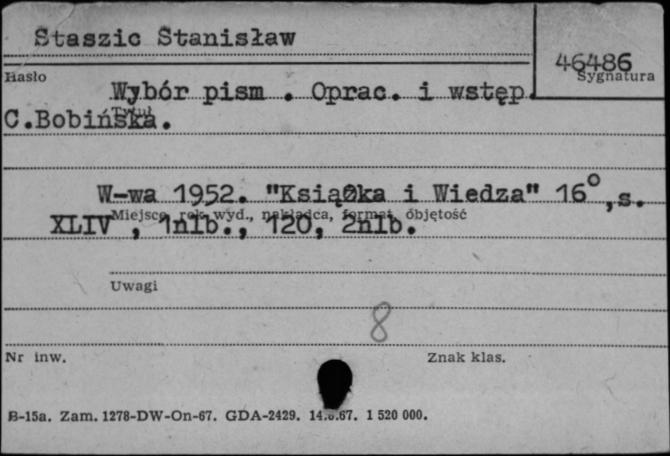 Staszic Stanisław
46486
Hasło
Sygnatura
Wybór pism . Oprac. i wstęp
Tytuł
C.Bobińska.
W-wa 1952. "Książka i Wiedza" 16°,s.
Miejsce, rok wyd., nakładca, format, objętość
XLIV , 1nlb., 120, 2nlb.
Uwagi
8
Nr inw.
Znak klas.
B-15a. Zam. 1278-DW-On-67. GDA-2429. 67. 1 520 000.